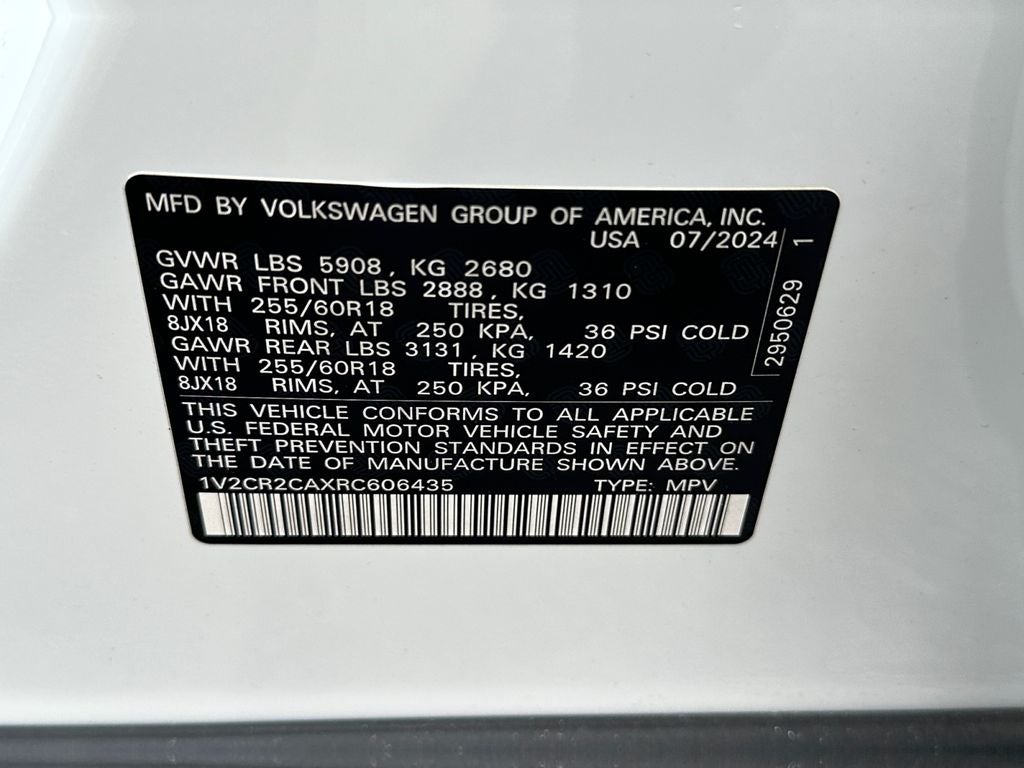 MFD BY VOLKSWAGEN GROUP OF AMERICA, INC.
USA 07/2024
GVWR LBS 5908, KG 2680
GAWR FRONT LBS 2888, KG 1310
WITH 255/60R18 TIRES,
8JX18 RIMS, AT 250 KPA, 36 PSI COLD
GAWR REAR LBS 3131, KG 1420
WITH 255/60R18 TIRES,
8JX18 RIMS, AT 250 KPA, 36 PSI COLD
2950629 1
THIS VEHICLE CONFORMS TO ALL APPLICABLE
U.S. FEDERAL MOTOR VEHICLE SAFETY AND
THEFT PREVENTION STANDARDS IN EFFECT ON
THE DATE OF MANUFACTURE SHOWN ABOVE.
1V2CR2CAXRC606435 TYPE: MPV